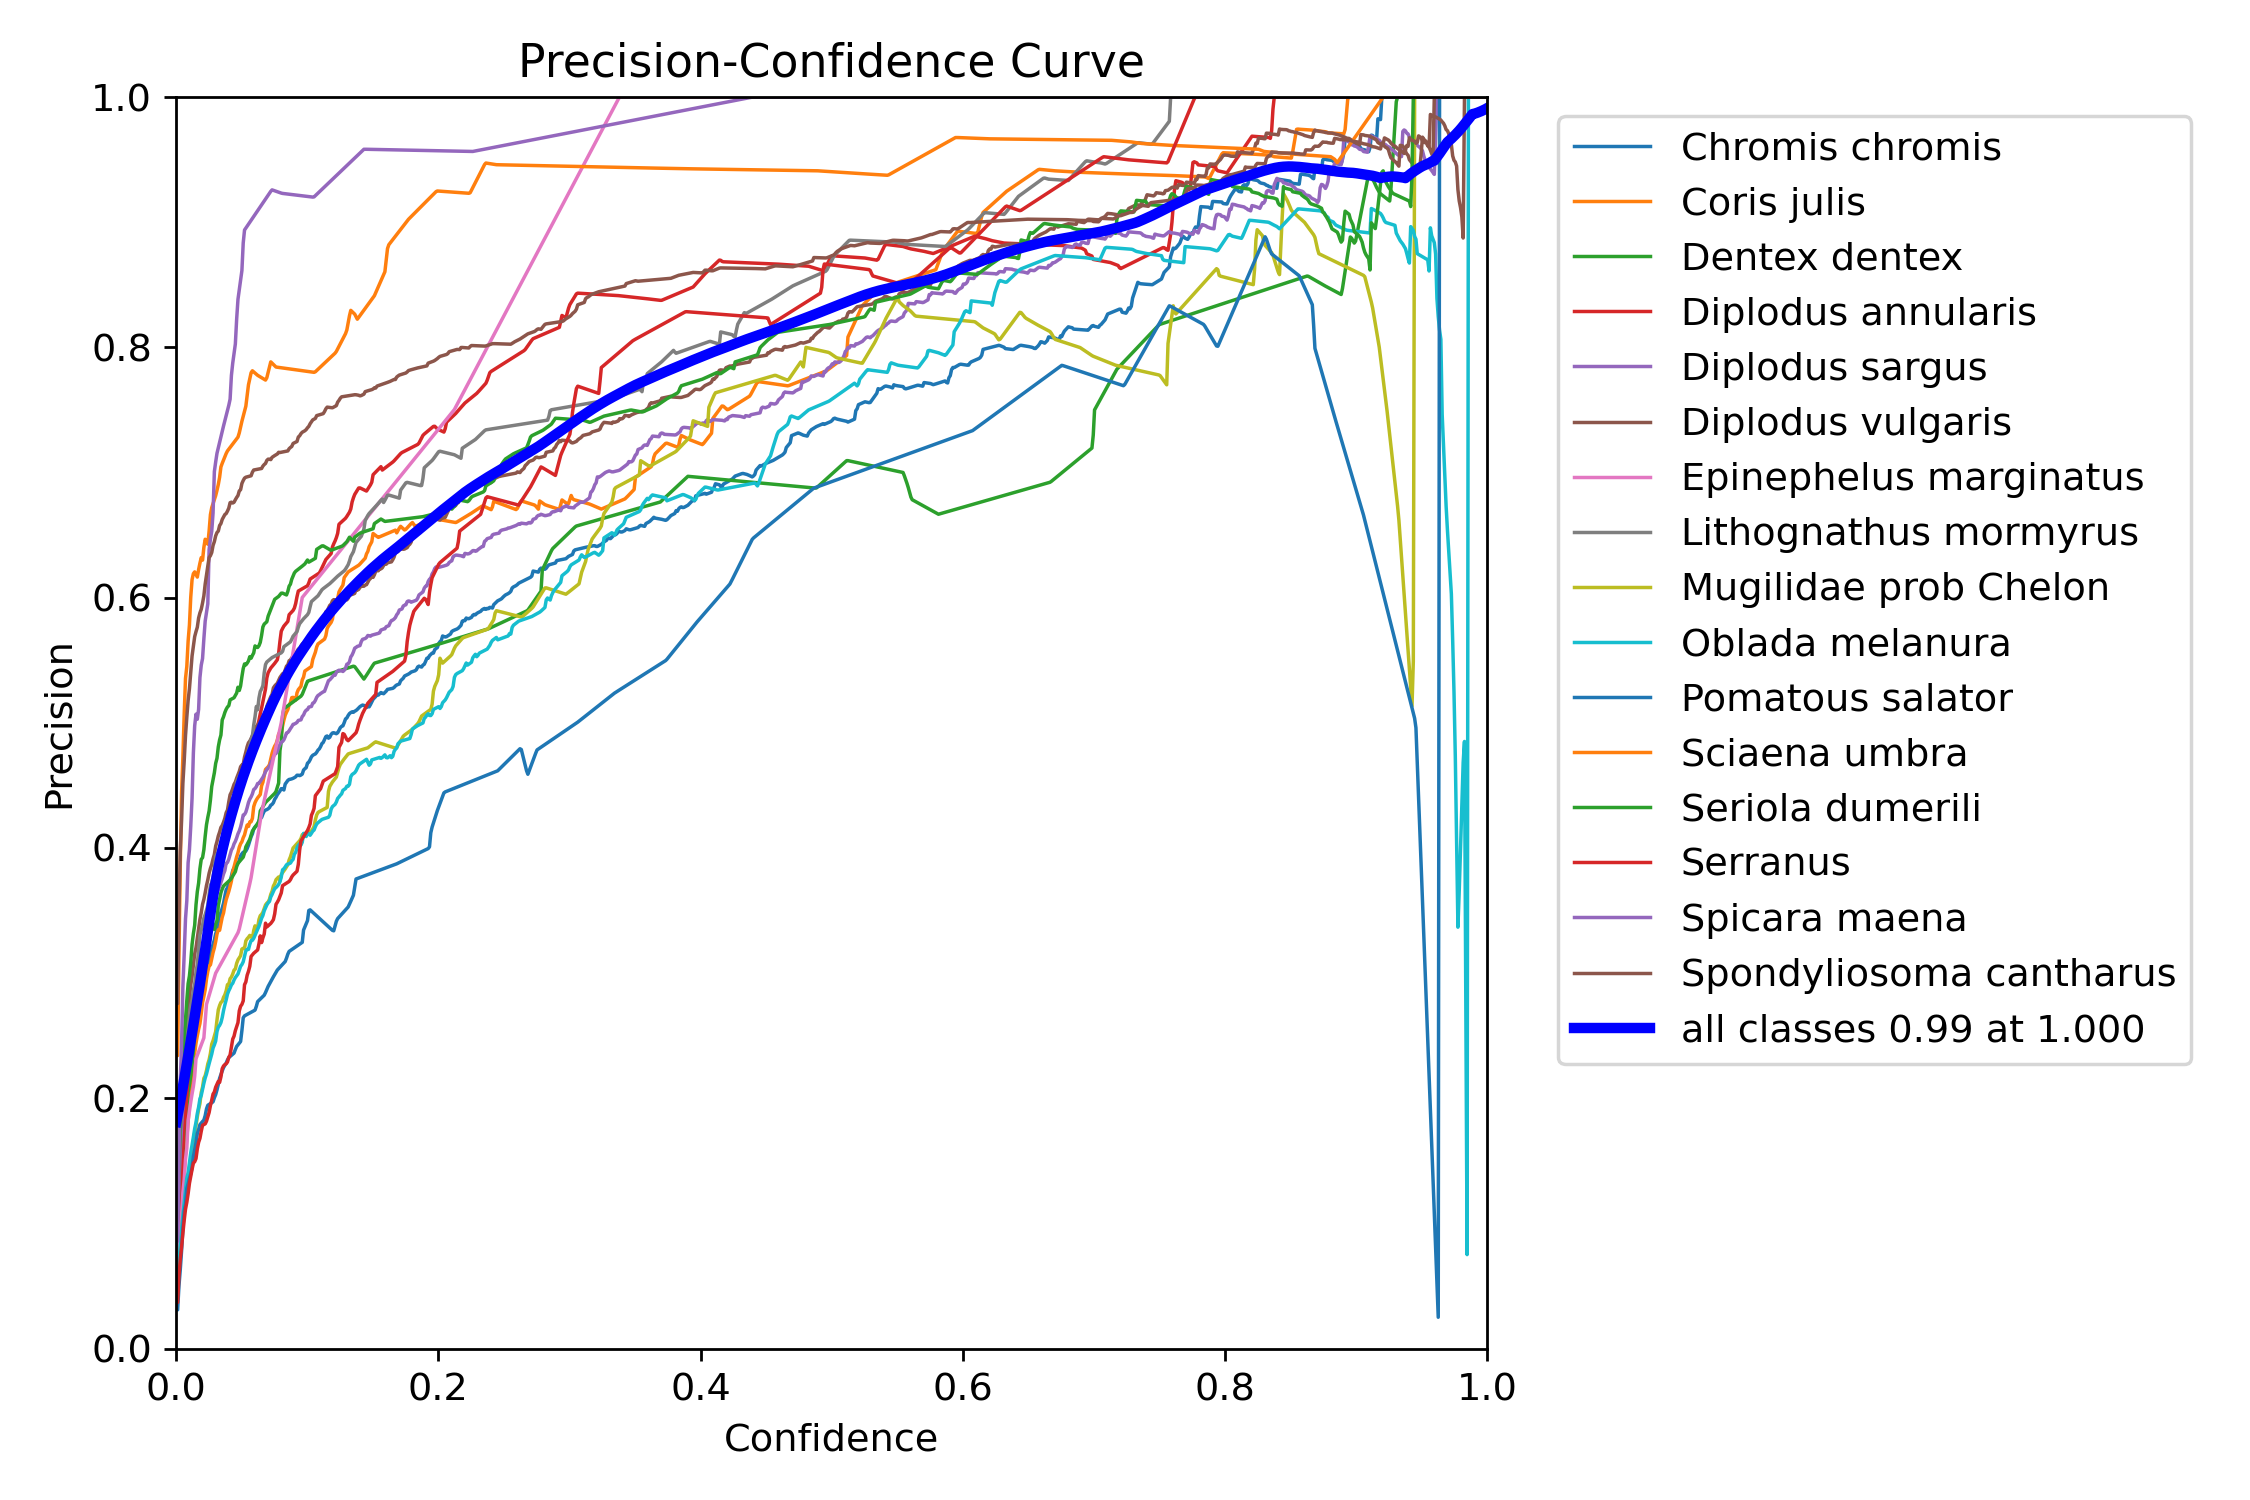 Precision-Confidence Curve
1.0
0.8
0.6
0.4
0.2
0.0
Precision
0.0 0.2 0.4 0.6 0.8 1.0
Confidence
Chromis chromis
Coris julis
Dentex dentex
Diplodus annularis
Diplodus sargus
Diplodus vulgaris
Epinephelus marginatus
Lithognathus mormyrus
Mugilidae prob Chelon
Oblada melanura
Pomatous salator
Sciaena umbra
Seriola dumerili
Serranus
Spicara maena
Spondyliosoma cantharus
all classes 0.99 at 1.000